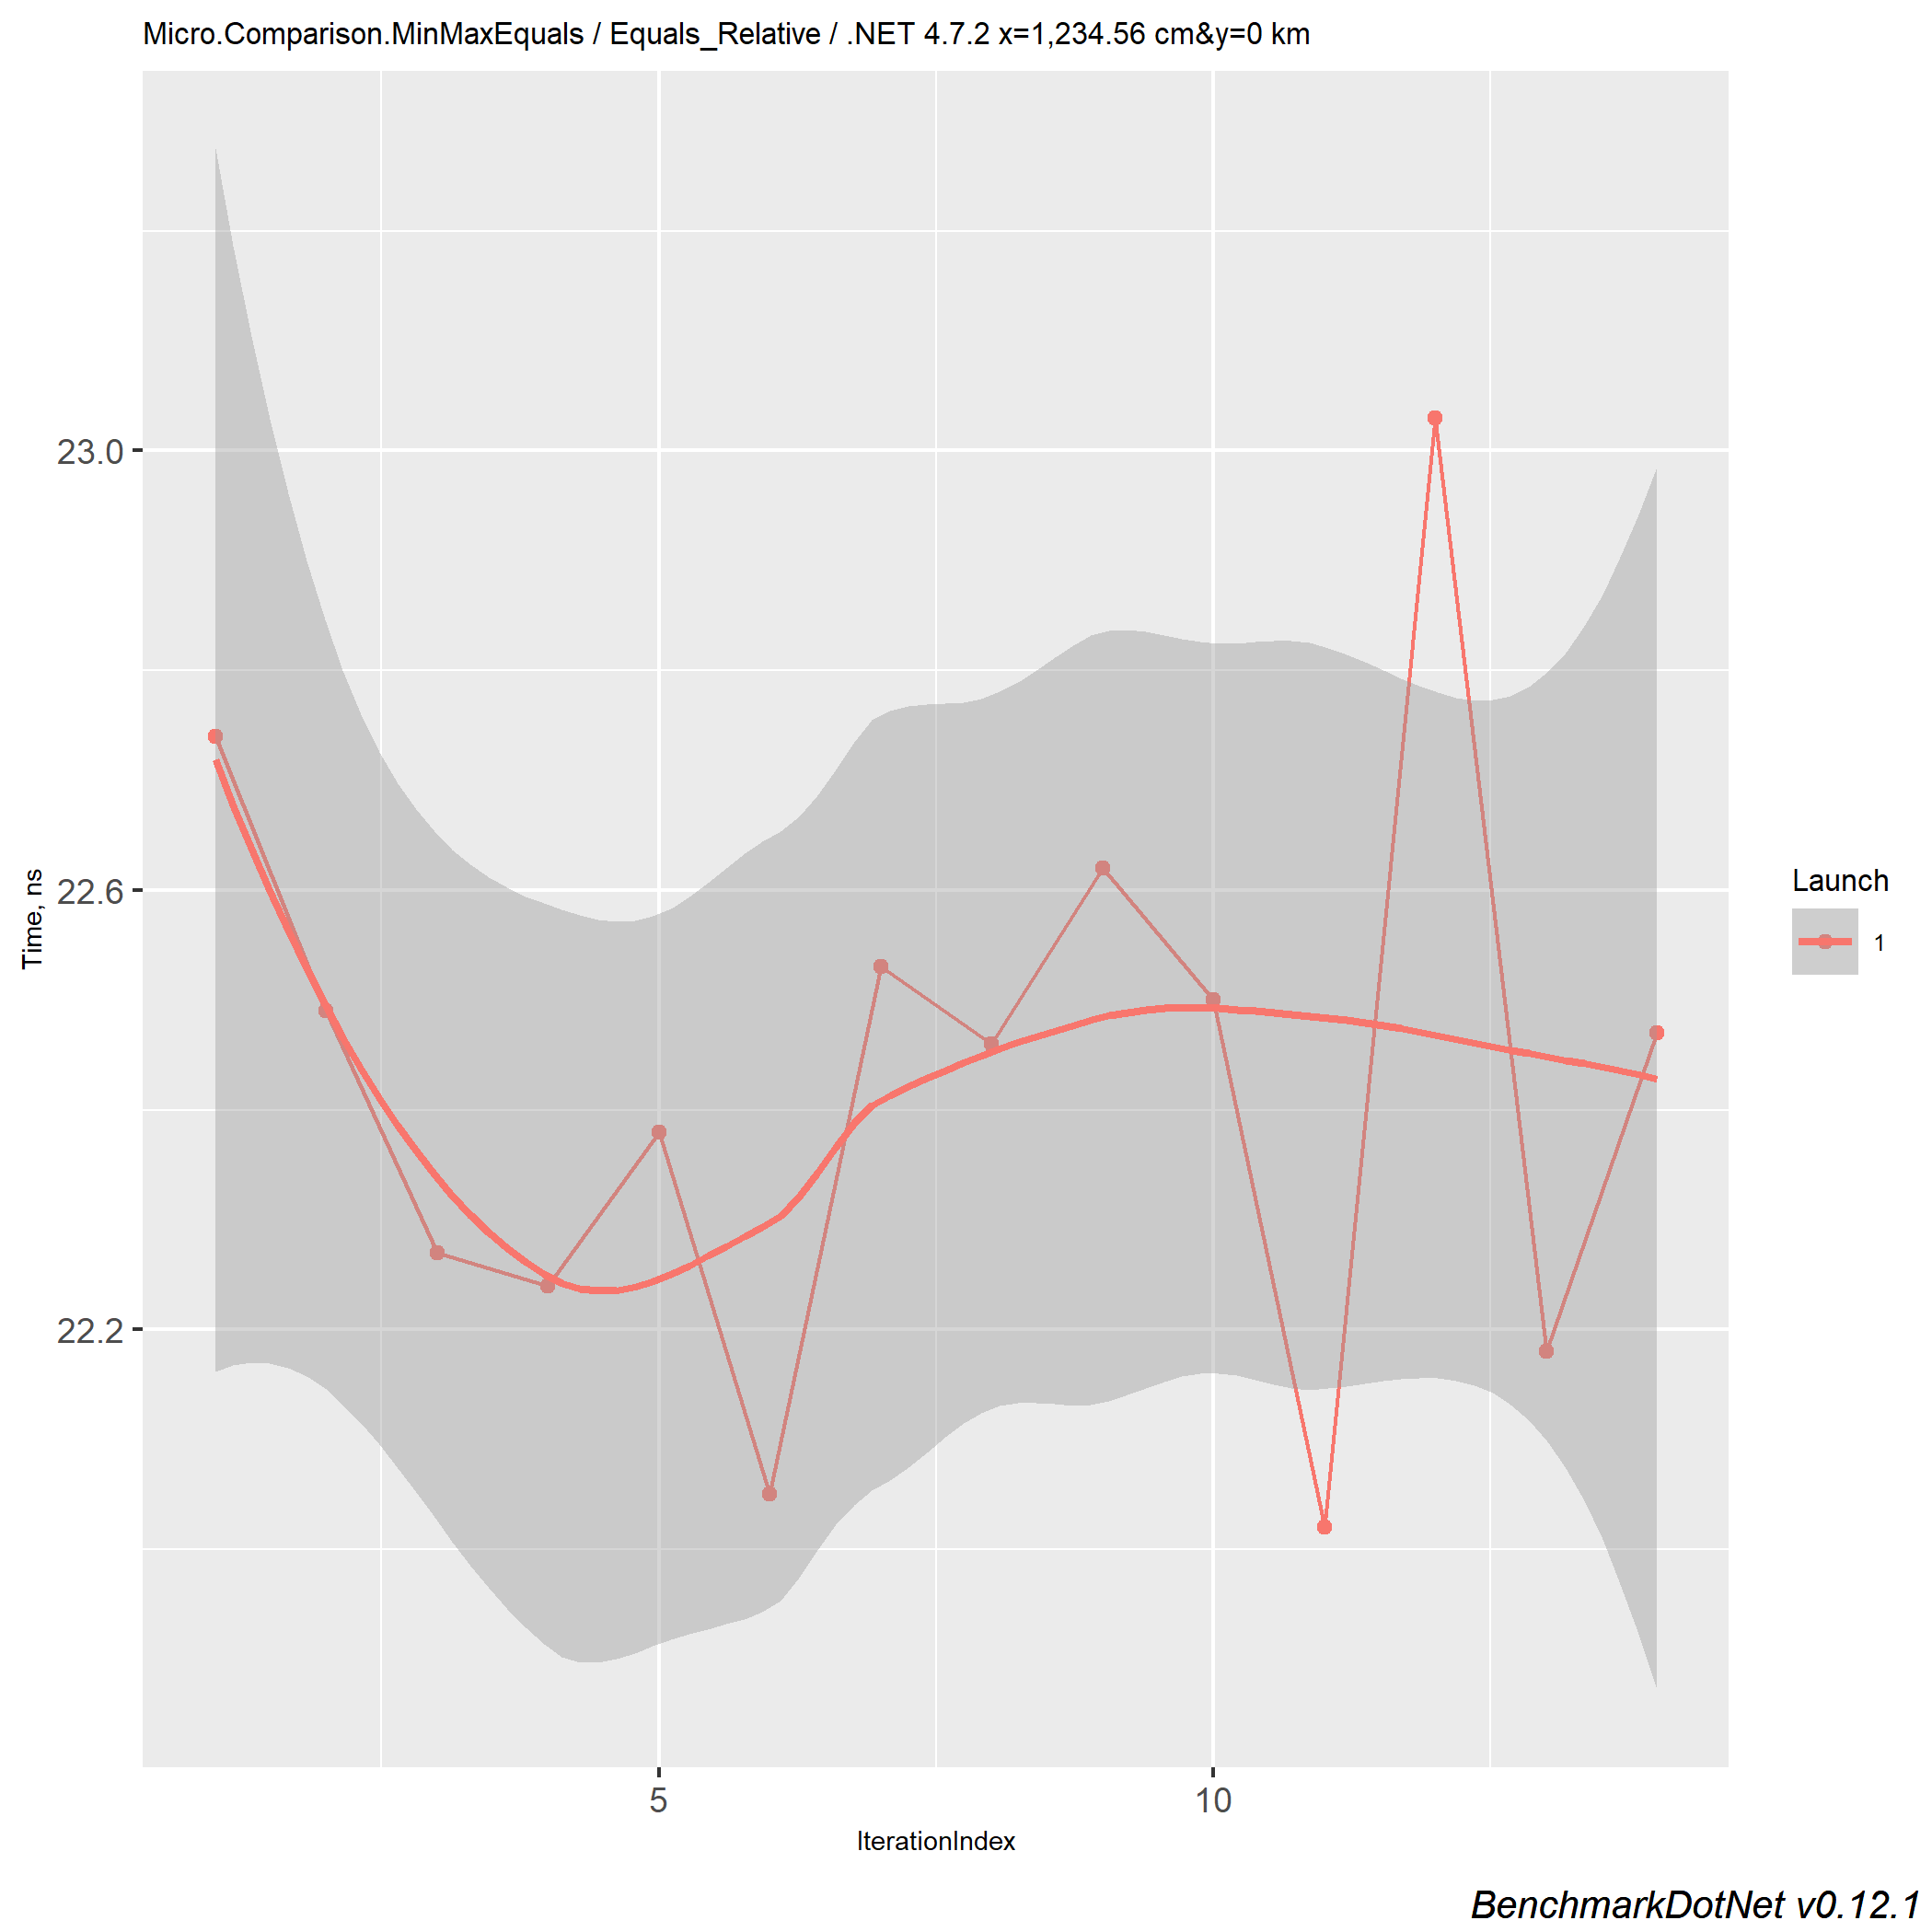 Micro.Comparison.MinMaxEquals / Equals_Relative / .NET 4.7.2 x=1,234.56 cm&y=0 km
23.0
22.6
22.2
Time, ns
5
10
IterationIndex
Launch
1
BenchmarkDotNet v0.12.1